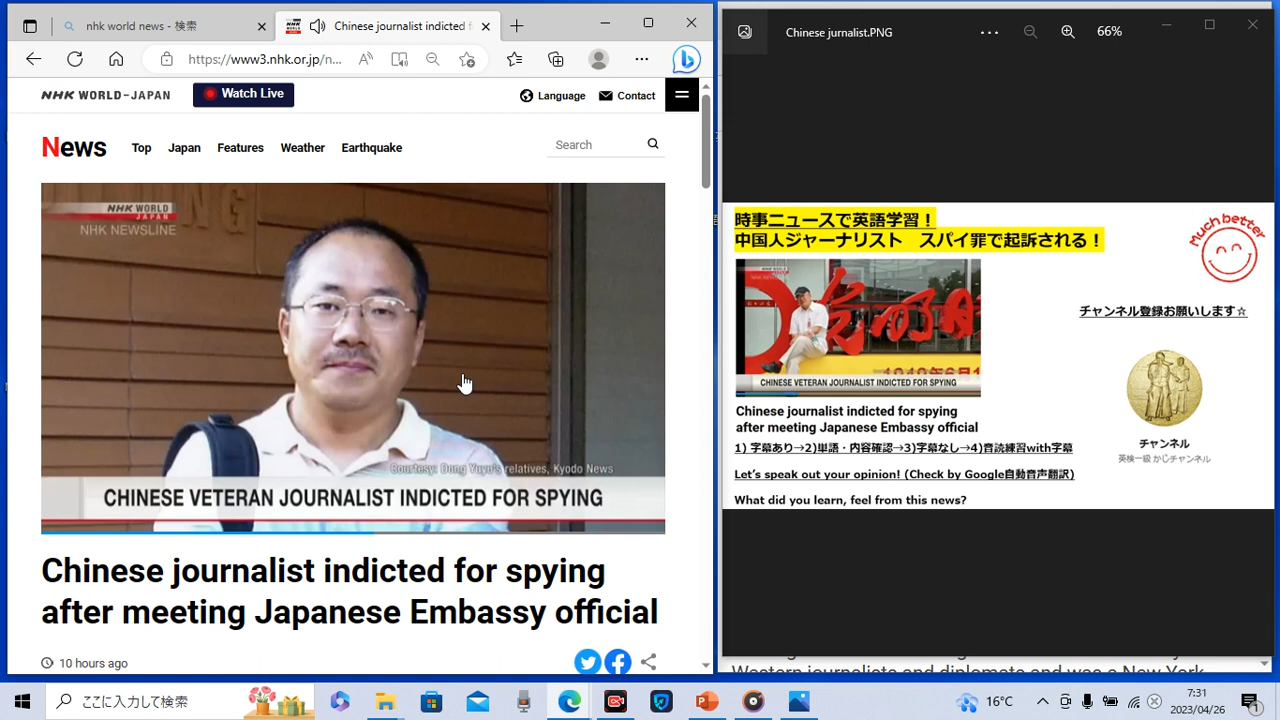 nhk world news - 検索
Chinese journalist indicted f
https://www3.nhk.or.jp/n...
NHK WORLD-JAPAN
Watch Live
Language
Contact
News
Top
Japan
Features
Weather
Earthquake
Search
NHK WORLD
JAPAN
NHK NEWSLINE
Courtesy: Dong Yuyu's relatives, Kyodo News
CHINESE VETERAN JOURNALIST INDICTED FOR SPYING
Chinese journalist indicted for spying
after meeting Japanese Embassy official
10 hours ago
Chinese jurnalist.PNG
66%
時事ニュースで英語学習！
中国人ジャーナリスト　スパイ罪で起訴される！
Much better
チャンネル登録お願いします☆
CHINESE VETERAN JOURNALIST INDICTED FOR SPYING
Chinese journalist indicted for spying
after meeting Japanese Embassy official
1) 字幕あり→2)単語・内容確認→3)字幕なし→4)音読練習with字幕
Let's speak out your opinion! (Check by Google自動音声翻訳)
What did you learn, feel from this news?
チャンネル
英検一級 かじチャンネル
Western journalists and diplomats and was a New York
ここに入力して検索
16°C
7:31
2023/04/26